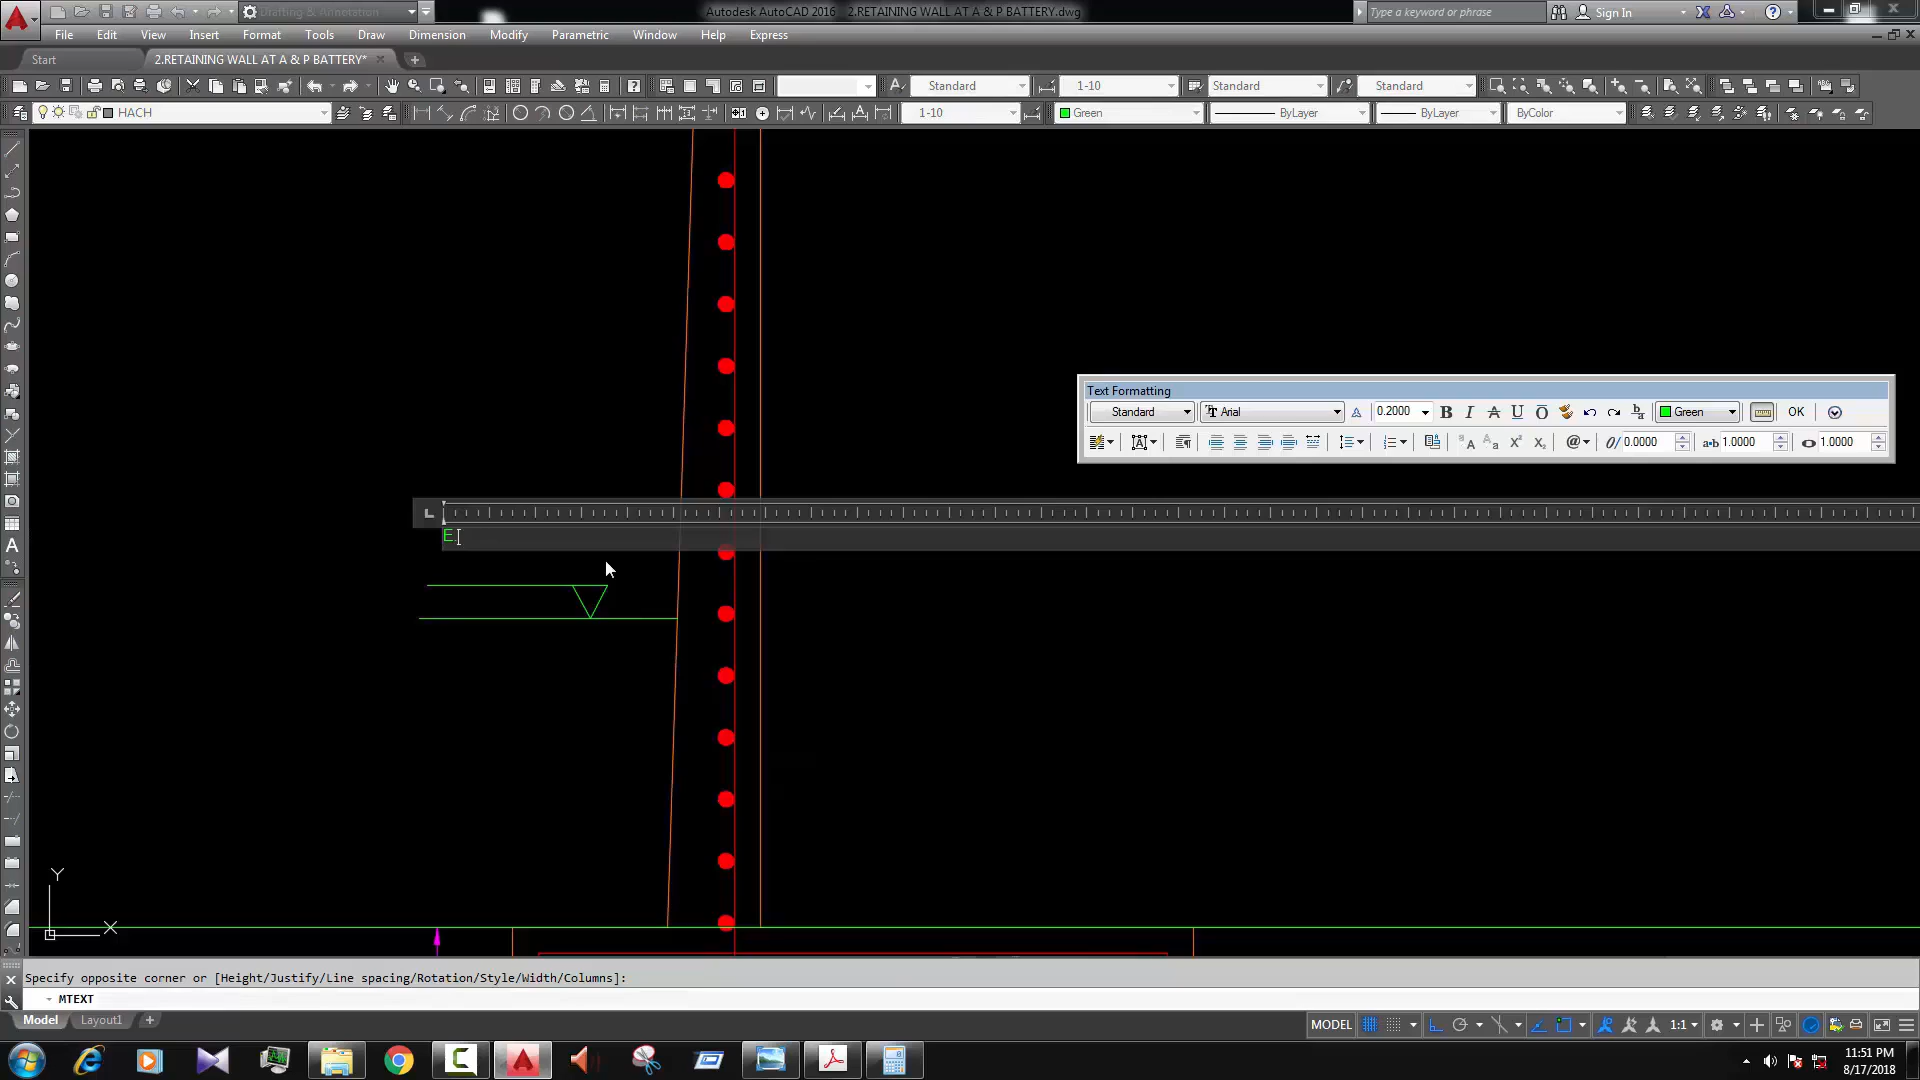 Drafting & Annotation
Autodesk AutoCAD 2016 - 2.RETAINING WALL AT A & P BATTERY.dwg
Type a keyword or phrase
Sign In
File Edit View Insert Format Tools Draw Dimension Modify Parametric Window Help Express
Start 2.RETAINING WALL AT A & P BATTERY*
Standard 1-10 Standard Standard
HACH 1-10 Green ByLayer ByLayer ByColor
Text Formatting
Standard Arial 0.2000 B I A U O Green OK
@ 0/ 0.0000 a-b 1.0000 1.0000
E.
Y
X
Specify opposite corner or [Height/Justify/Line spacing/Rotation/Style/Width/Columns]:
MTEXT
Model Layout1
MODEL 1:1
11:51 PM
8/17/2018